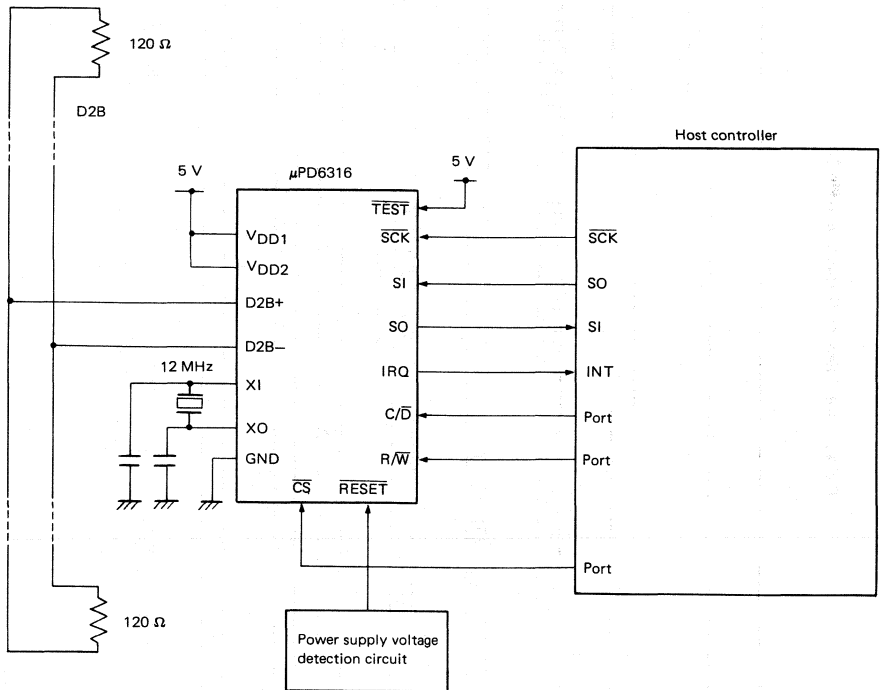 120 Ω
D2B
Host controller
5 V
μPD6316
5 V
TEST
VDD1
SCK
SCK
VDD2
SI
SO
D2B+
SO
SI
D2B−
12 MHz
IRQ
INT
XI
C/D
Port
XO
R/W
Port
GND
CS
RESET
Port
120 Ω
Power supply voltage
detection circuit